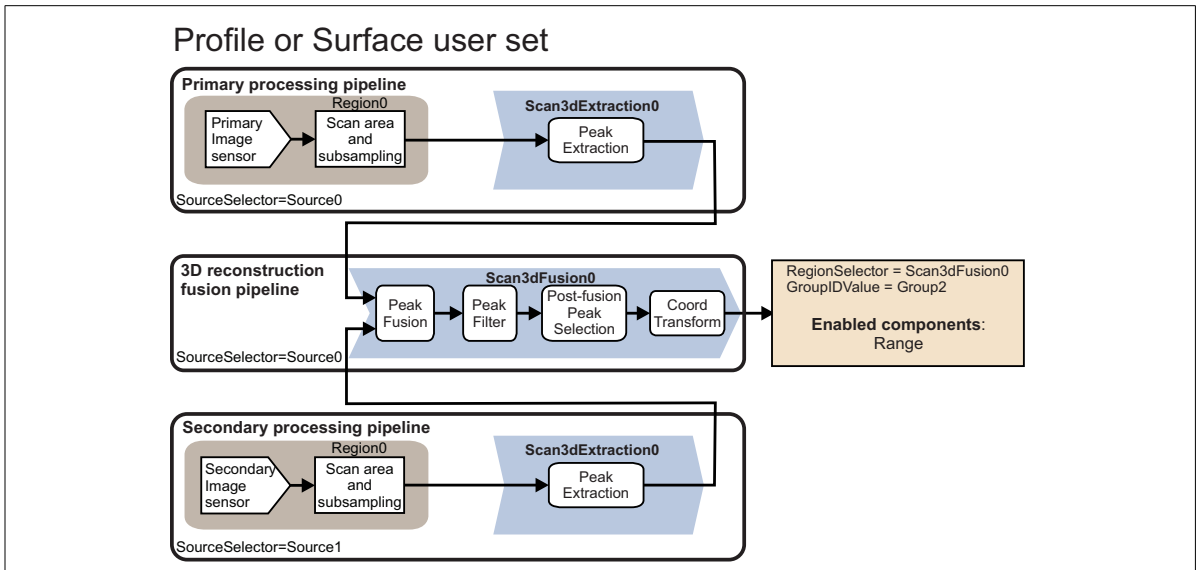 Profile or Surface user set
Primary processing pipeline
Region0
Primary
Image
sensor
Scan area
and
subsampling
Scan3dExtraction0
Peak
Extraction
SourceSelector=Source0
3D reconstruction
fusion pipeline
Scan3dFusion0
Peak
Fusion
Peak
Filter
Post-fusion
Peak
Selection
Coord
Transform
SourceSelector=Source0
RegionSelector = Scan3dFusion0
GroupIDValue = Group2
Enabled components:
Range
Secondary processing pipeline
Region0
Secondary
Image
sensor
Scan area
and
subsampling
Scan3dExtraction0
Peak
Extraction
SourceSelector=Source1